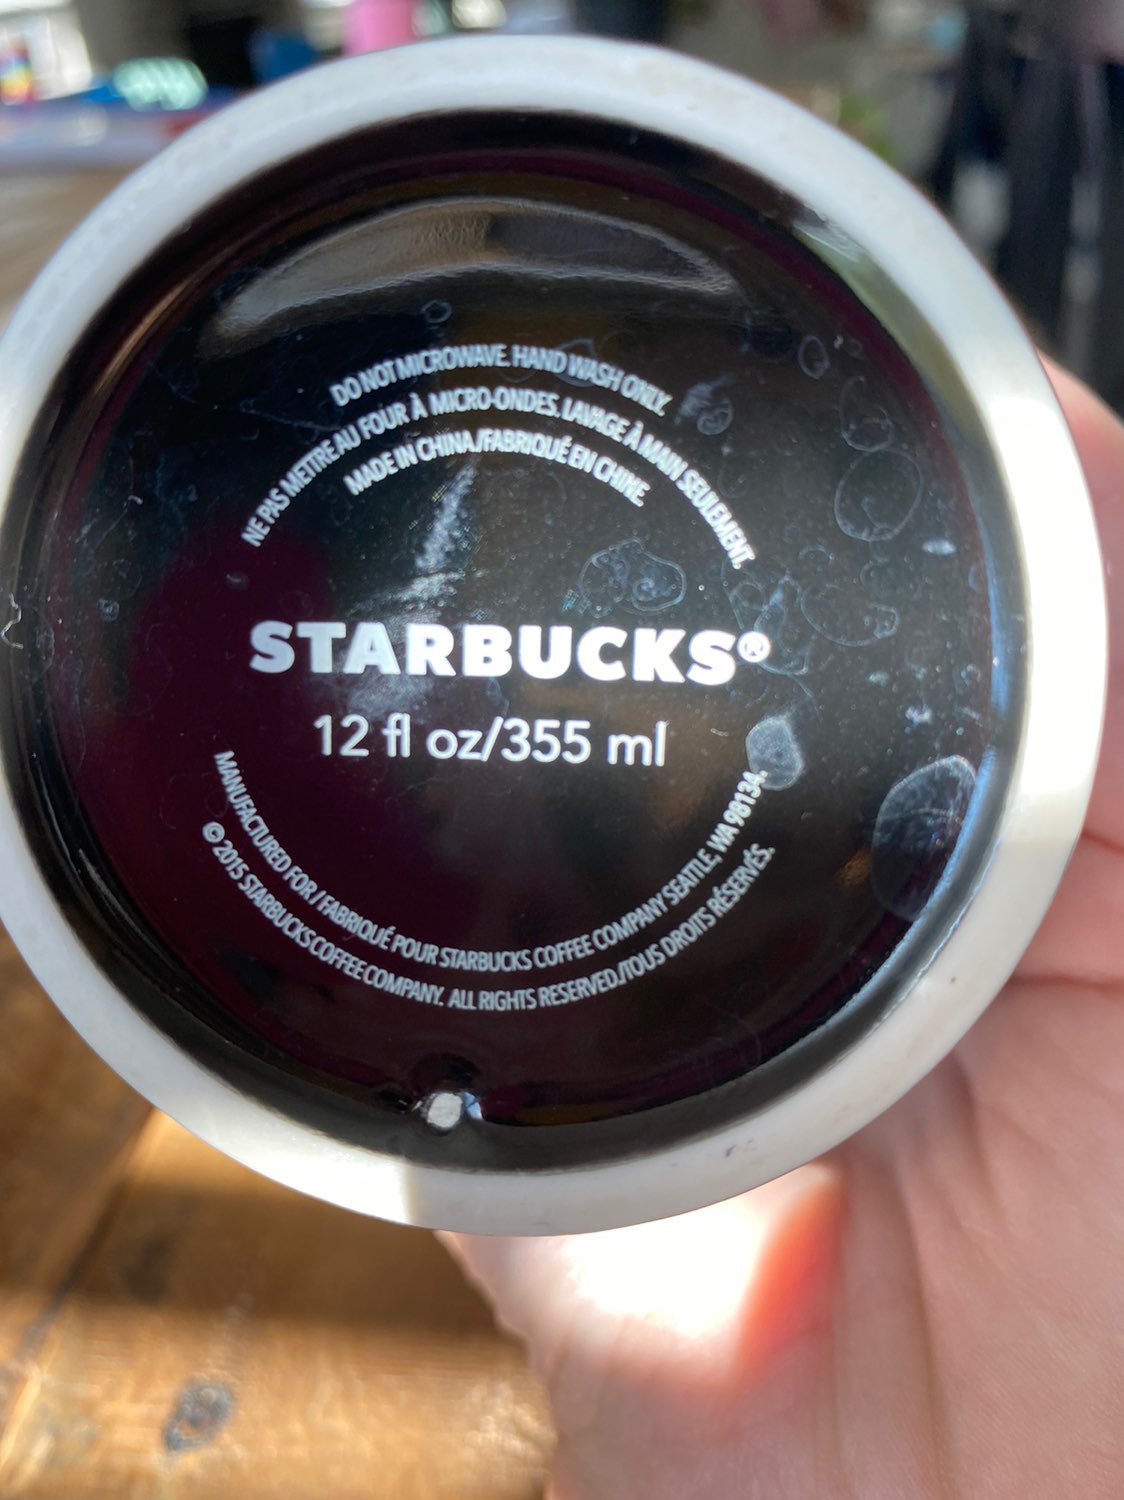 DO NOT MICROWAVE. HAND WASH ONLY.
NE PAS METTRE AU FOUR À MICRO-ONDES. LAVAGE À MAIN SEULEMENT.
MADE IN CHINA./FABRIQUÉ EN CHINE.
STARBUCKS®
12 fl oz/355 ml
MANUFACTURED FOR / FABRIQUÉ POUR STARBUCKS COFFEE COMPANY SEATTLE, WA 98134.
© 2015 STARBUCKS COFFEE COMPANY. ALL RIGHTS RESERVED./TOUS DROITS RÉSERVÉS.